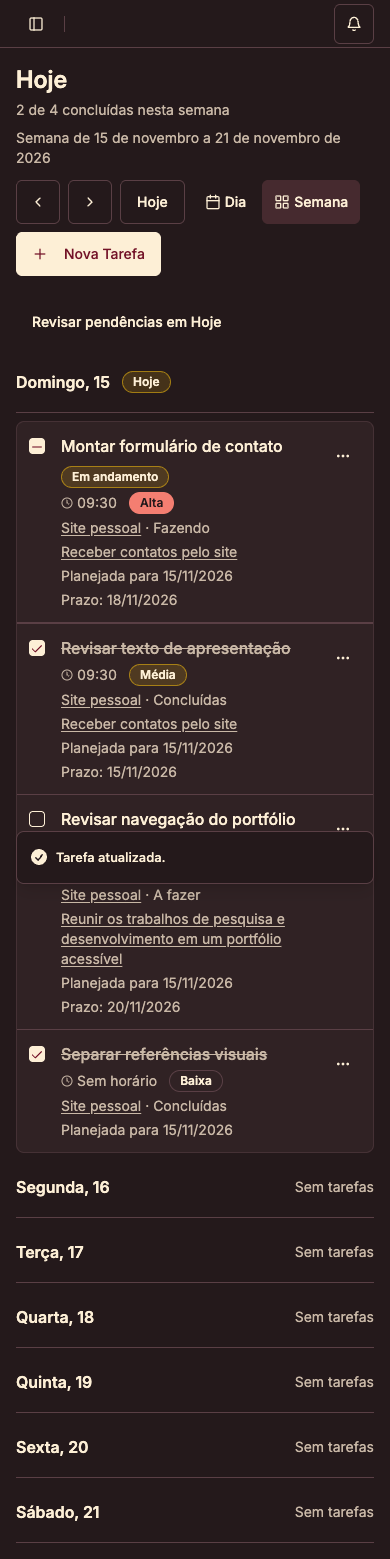 Hoje
2 de 4 concluídas nesta semana
Semana de 15 de novembro a 21 de novembro de
2026
Hoje
Dia
Semana
Nova Tarefa
Revisar pendências em Hoje
Domingo, 15
Hoje
Montar formulário de contato
Em andamento
09:30
Alta
Site pessoal · Fazendo
Receber contatos pelo site
Planejada para 15/11/2026
Prazo: 18/11/2026
Revisar texto de apresentação
09:30
Média
Site pessoal · Concluídas
Receber contatos pelo site
Planejada para 15/11/2026
Prazo: 15/11/2026
Revisar navegação do portfólio
Tarefa atualizada.
Site pessoal · A fazer
Reunir os trabalhos de pesquisa e
desenvolvimento em um portfólio
acessível
Planejada para 15/11/2026
Prazo: 20/11/2026
Separar referências visuais
Sem horário
Baixa
Site pessoal · Concluídas
Planejada para 15/11/2026
Segunda, 16
Sem tarefas
Terça, 17
Sem tarefas
Quarta, 18
Sem tarefas
Quinta, 19
Sem tarefas
Sexta, 20
Sem tarefas
Sábado, 21
Sem tarefas